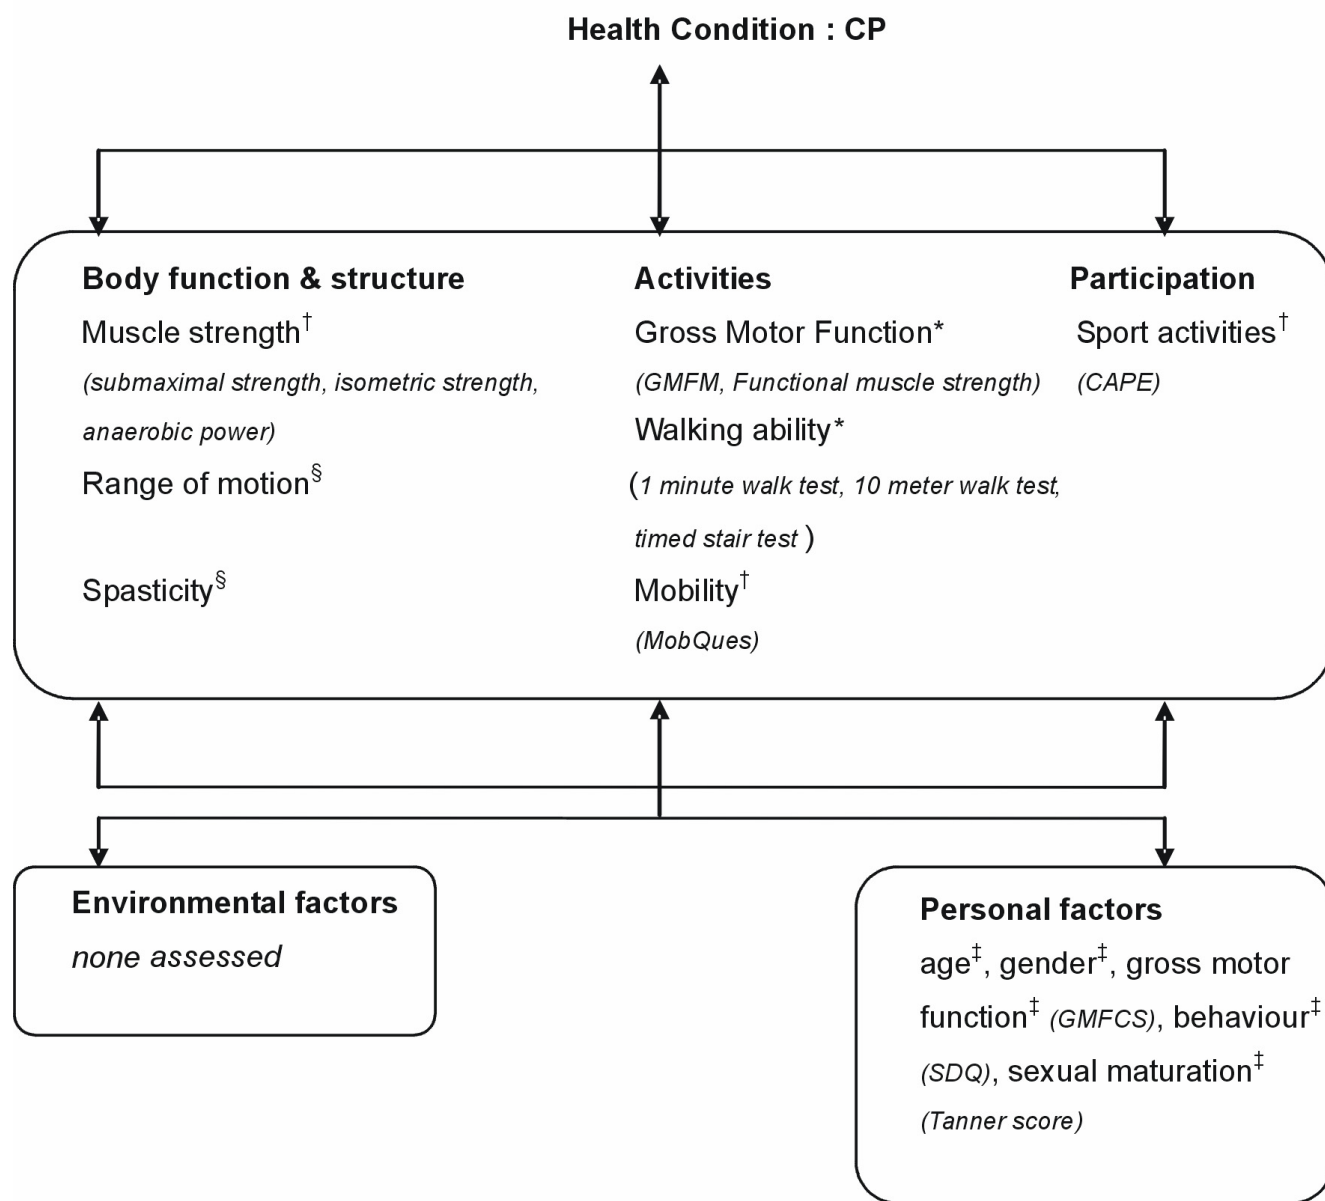 Health Condition : CP
Body function & structure
Muscle strength†
(submaximal strength, isometric strength,
anaerobic power)
Range of motion§
Spasticity§
Activities
Gross Motor Function*
(GMFM, Functional muscle strength)
Walking ability*
(1 minute walk test, 10 meter walk test,
timed stair test )
Mobility†
(MobQues)
Participation
Sport activities†
(CAPE)
Environmental factors
none assessed
Personal factors
age‡, gender‡, gross motor
function‡ (GMFCS), behaviour‡
(SDQ), sexual maturation‡
(Tanner score)